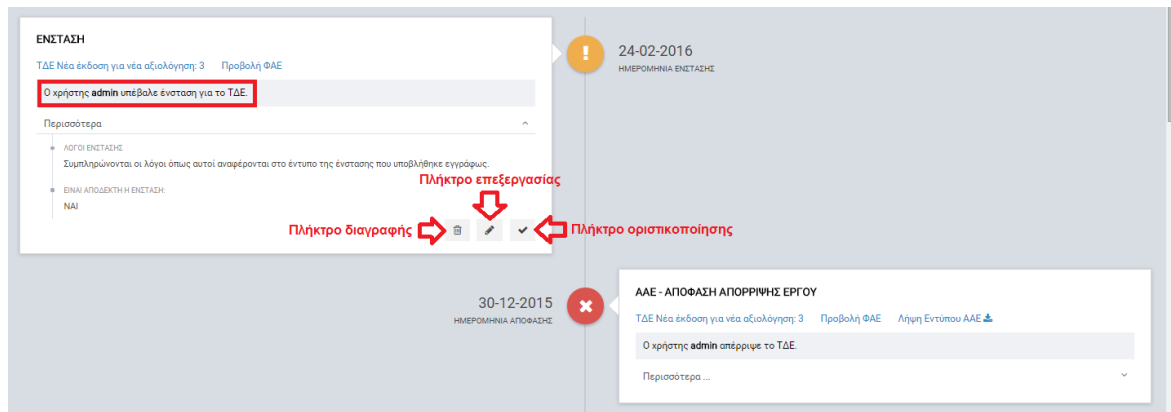 ΕΝΣΤΑΣΗ
ΤΔΕ Νέα έκδοση για νέα αξιολόγηση: 3 Προβολή ΦΑΕ
Ο χρήστης admin υπέβαλε ένσταση για το ΤΔΕ.
Περισσότερα
ΛΟΓΟΙ ΕΝΣΤΑΣΗΣ
Συμπληρώνονται οι λόγοι όπως αυτοί αναφέρονται στο έντυπο της ένστασης που υποβλήθηκε εγγράφως.
ΕΙΝΑΙ ΑΠΟΔΕΚΤΗ Η ΕΝΣΤΑΣΗ:
ΝΑΙ
Πλήκτρο επεξεργασίας
Πλήκτρο διαγραφής
Πλήκτρο οριστικοποίησης
24-02-2016
ΗΜΕΡΟΜΗΝΙΑ ΕΝΣΤΑΣΗΣ
30-12-2015
ΗΜΕΡΟΜΗΝΙΑ ΑΠΟΦΑΣΗΣ
ΑΑΕ - ΑΠΟΦΑΣΗ ΑΠΟΡΡΙΨΗΣ ΕΡΓΟΥ
ΤΔΕ Νέα έκδοση για νέα αξιολόγηση: 3 Προβολή ΦΑΕ Λήψη Εντύπου ΑΑΕ
Ο χρήστης admin απέρριψε το ΤΔΕ.
Περισσότερα ...